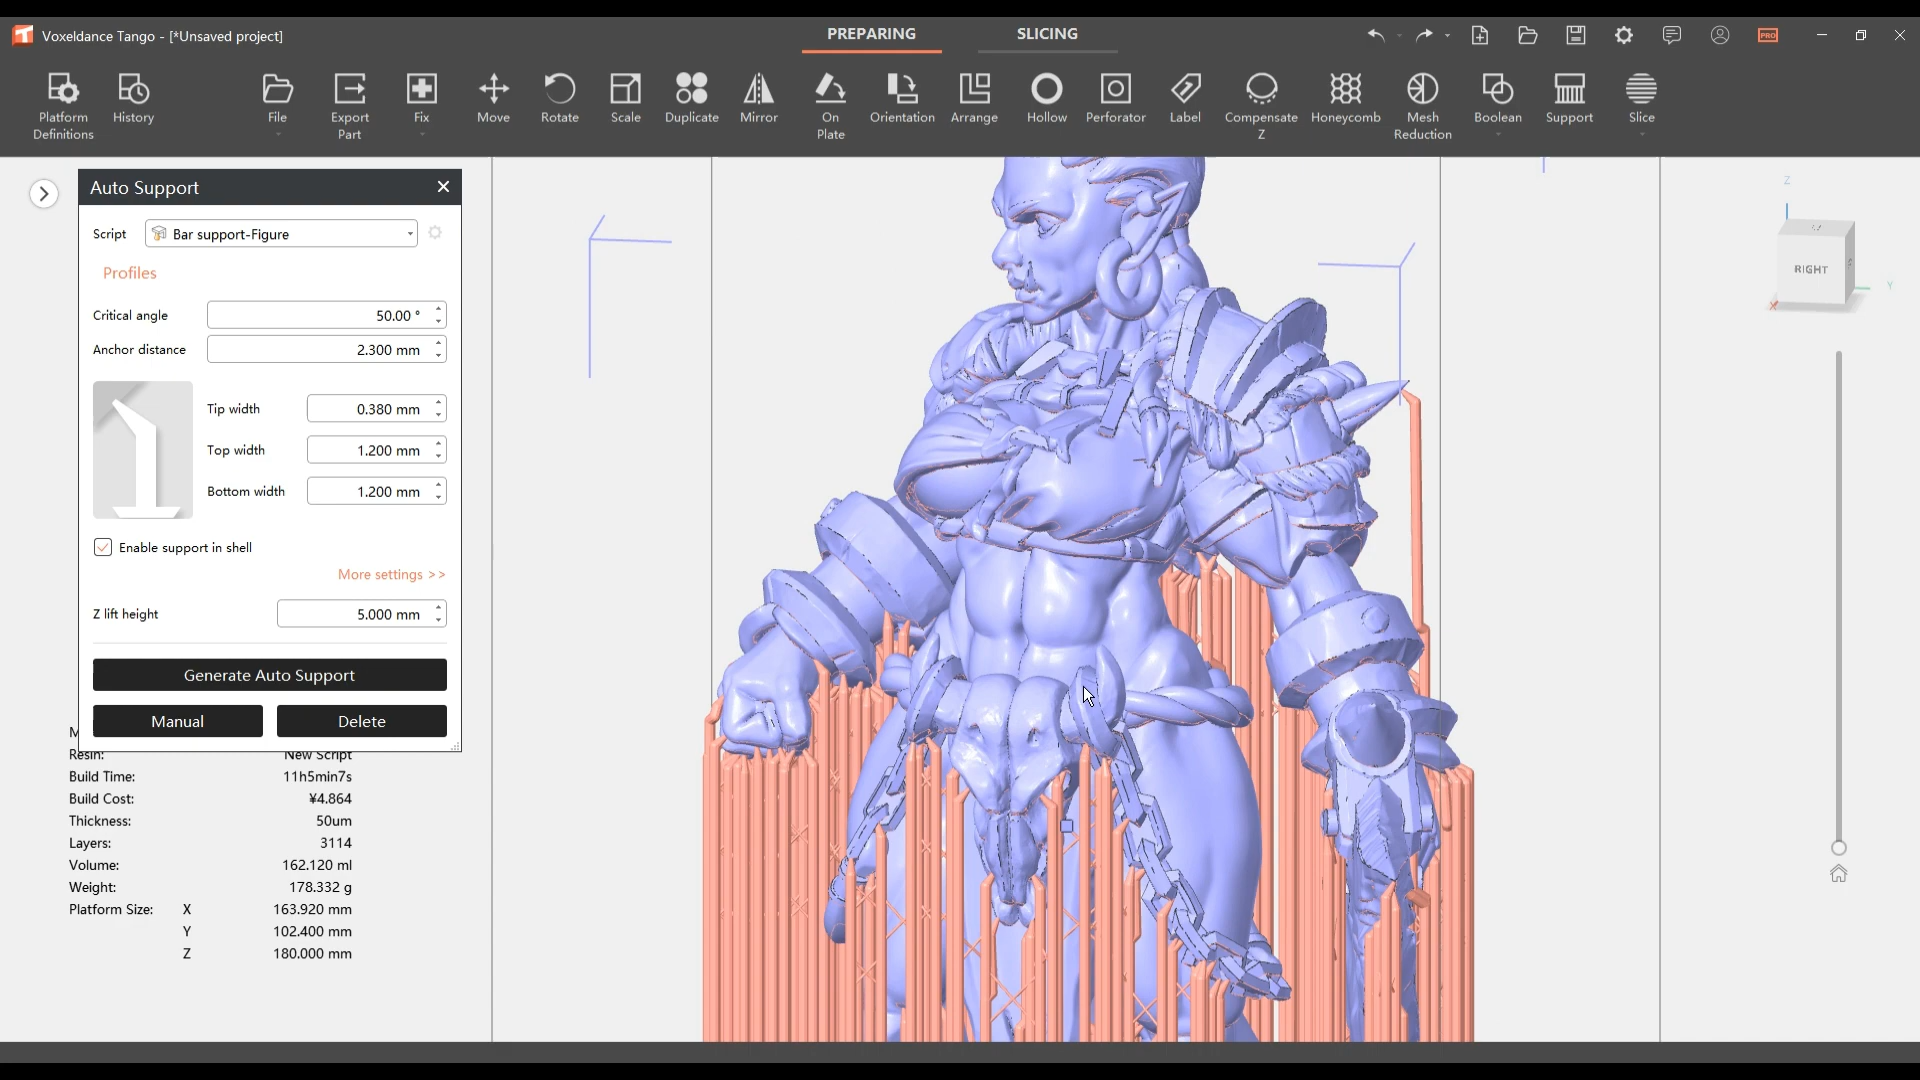 Voxeldance Tango - [*Unsaved project]
PREPARING
SLICING
PRO
Platform Definitions
History
File
Export Part
Fix
Move
Rotate
Scale
Duplicate
Mirror
On Plate
Orientation
Arrange
Hollow
Perforator
Label
Compensate Z
Honeycomb
Mesh Reduction
Boolean
Support
Slice
Auto Support
Script
Bar support-Figure
Profiles
Critical angle 50.00 °
Anchor distance 2.300 mm
Tip width 0.380 mm
Top width 1.200 mm
Bottom width 1.200 mm
Enable support in shell
More settings >>
Z lift height 5.000 mm
Generate Auto Support
Manual
Delete
Resin: New Script
Build Time: 11h5min7s
Build Cost: ¥4.864
Thickness: 50um
Layers: 3114
Volume: 162.120 ml
Weight: 178.332 g
Platform Size: X 163.920 mm
Y 102.400 mm
Z 180.000 mm
Z
RIGHT
Y
X